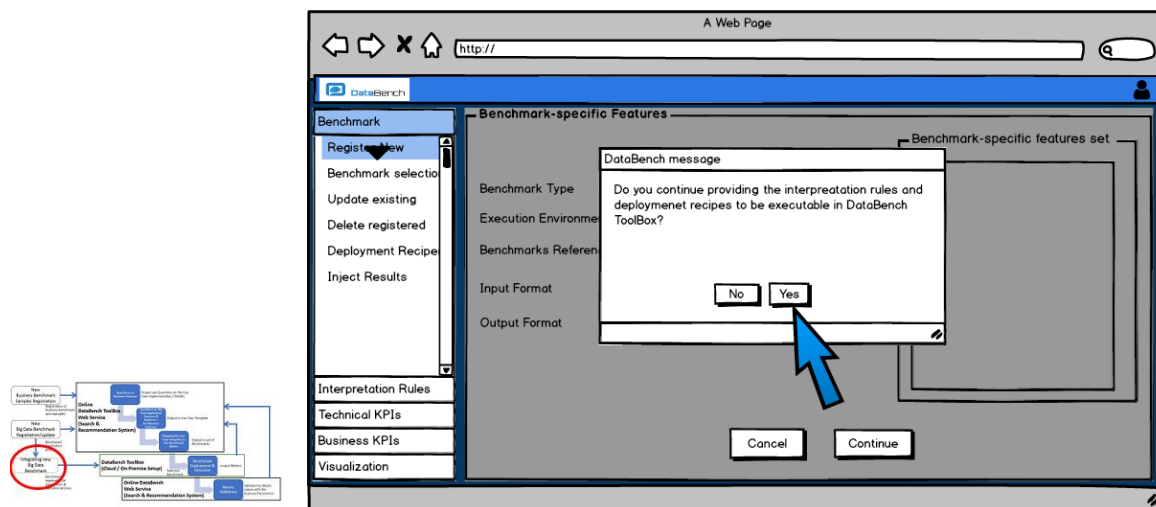 A Web Page
http://
DataBench
Benchmark
Register New
Benchmark selectio
Update existing
Delete registered
Deployment Recipe
Inject Results
Interpretation Rules
Technical KPIs
Business KPIs
Visualization
Benchmark-specific Features
Benchmark-specific features set
Benchmark Type
Execution Environme
Benchmarks Referen
Input Format
Output Format
DataBench message
Do you continue providing the interpreatation rules and
deploymenet recipes to be executable in DataBench
ToolBox?
No
Yes
Cancel
Continue
New
Business Benchmark
Samples Registration
New
Big Data Benchmark
Registration/update
Integrating new
Big Data
Benchmark
Online
DataBench ToolBox
Web Service
(Search &
Recommendation System)
DataBench ToolBox
(Cloud / On-Premise Setup)
Benchmark
Deployment &
Execution
Online DataBench
Web Service
(Search & Recommendation System)
Metric